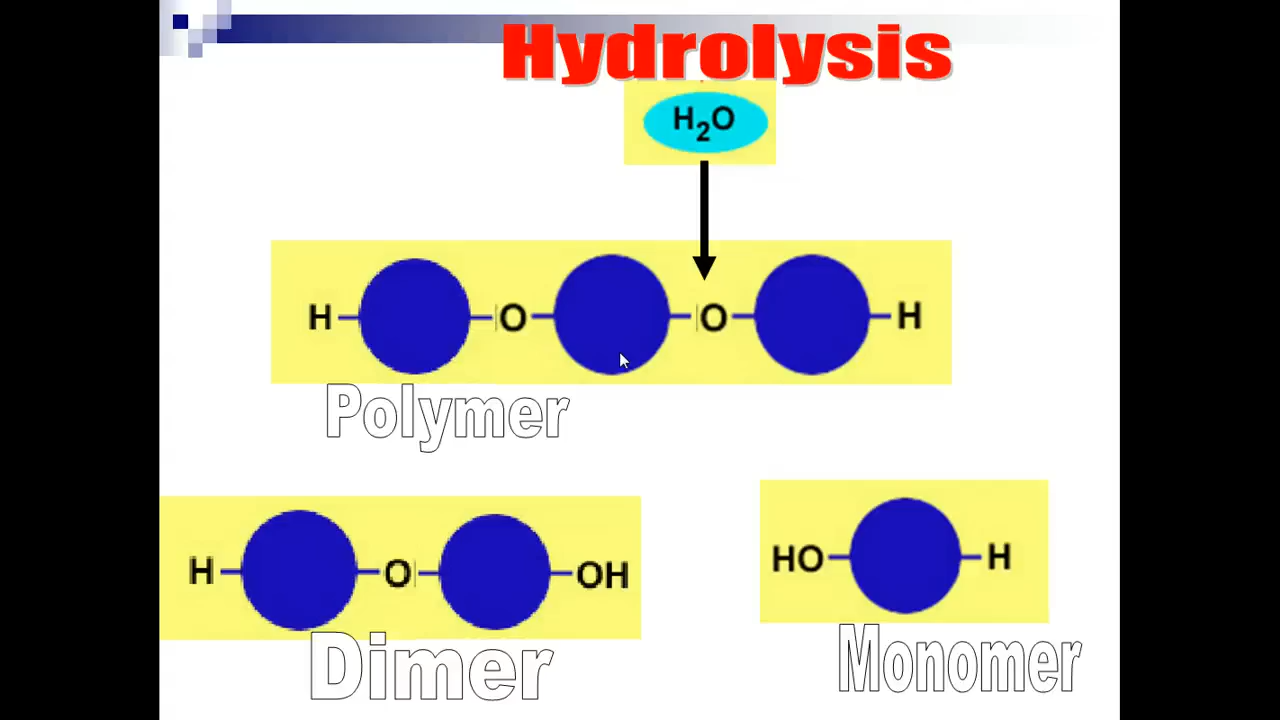 Hydrolysis
H₂O
H O O H
Polymer
H O OH
HO H
Dimer
Monomer